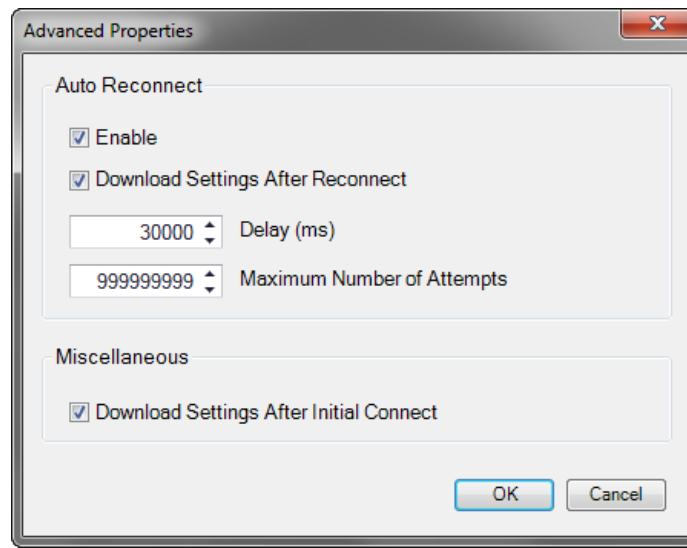 Advanced Properties
Auto Reconnect
Enable
Download Settings After Reconnect
30000 Delay (ms)
999999999 Maximum Number of Attempts
Miscellaneous
Download Settings After Initial Connect
OK Cancel